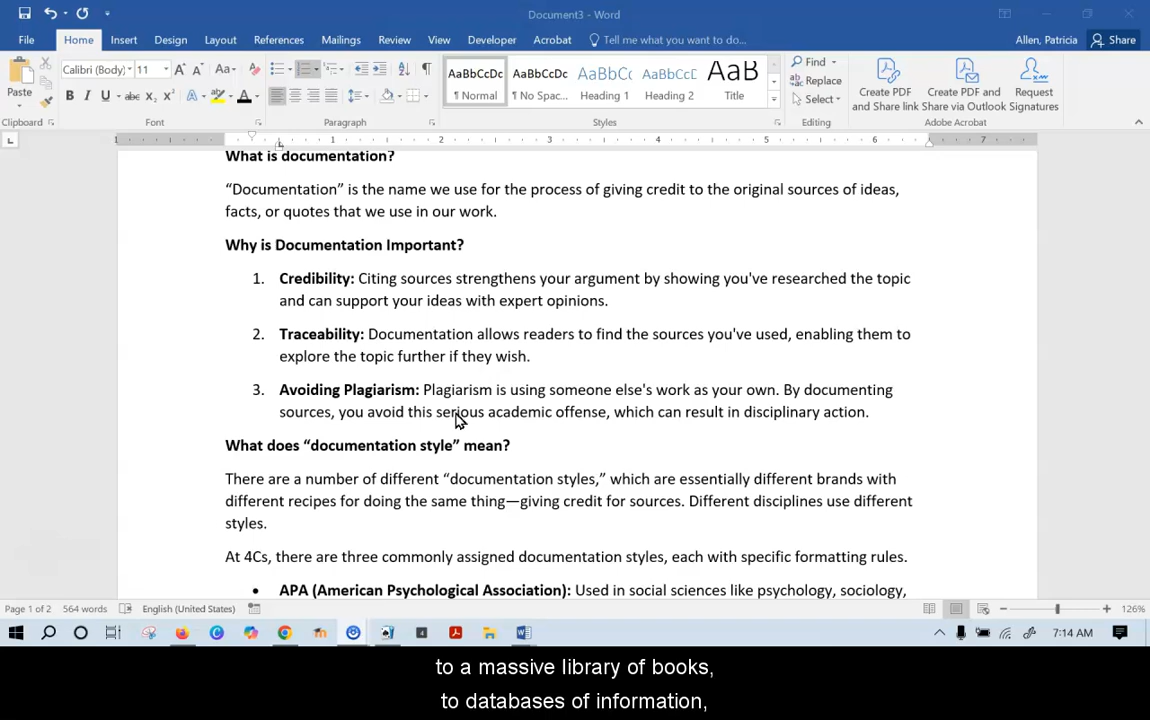 Document3 - Word
File Home Insert Design Layout References Mailings Review View Developer Acrobat Tell me what you want to do... Allen, Patricia Share
Paste
Calibri (Body) 11
Aa
B I U abc X₂ X²
AaBbCcDc AaBbCcDc AaBbCc AaBbCcD AaB
¶ Normal ¶ No Spac... Heading 1 Heading 2 Title
Find
Replace
Select
Create PDF and Share link
Create PDF and Share via Outlook
Request Signatures
Clipboard Font Paragraph Styles Editing Adobe Acrobat
1 1 2 3 4 5 6 7
What is documentation?
“Documentation” is the name we use for the process of giving credit to the original sources of ideas,
facts, or quotes that we use in our work.
Why is Documentation Important?
1. Credibility: Citing sources strengthens your argument by showing you've researched the topic
and can support your ideas with expert opinions.
2. Traceability: Documentation allows readers to find the sources you've used, enabling them to
explore the topic further if they wish.
3. Avoiding Plagiarism: Plagiarism is using someone else's work as your own. By documenting
sources, you avoid this serious academic offense, which can result in disciplinary action.
What does “documentation style” mean?
There are a number of different “documentation styles,” which are essentially different brands with
different recipes for doing the same thing—giving credit for sources. Different disciplines use different
styles.
At 4Cs, there are three commonly assigned documentation styles, each with specific formatting rules.
• APA (American Psychological Association): Used in social sciences like psychology, sociology,
Page 1 of 2 564 words English (United States) 126%
7:14 AM
to a massive library of books,
to databases of information,